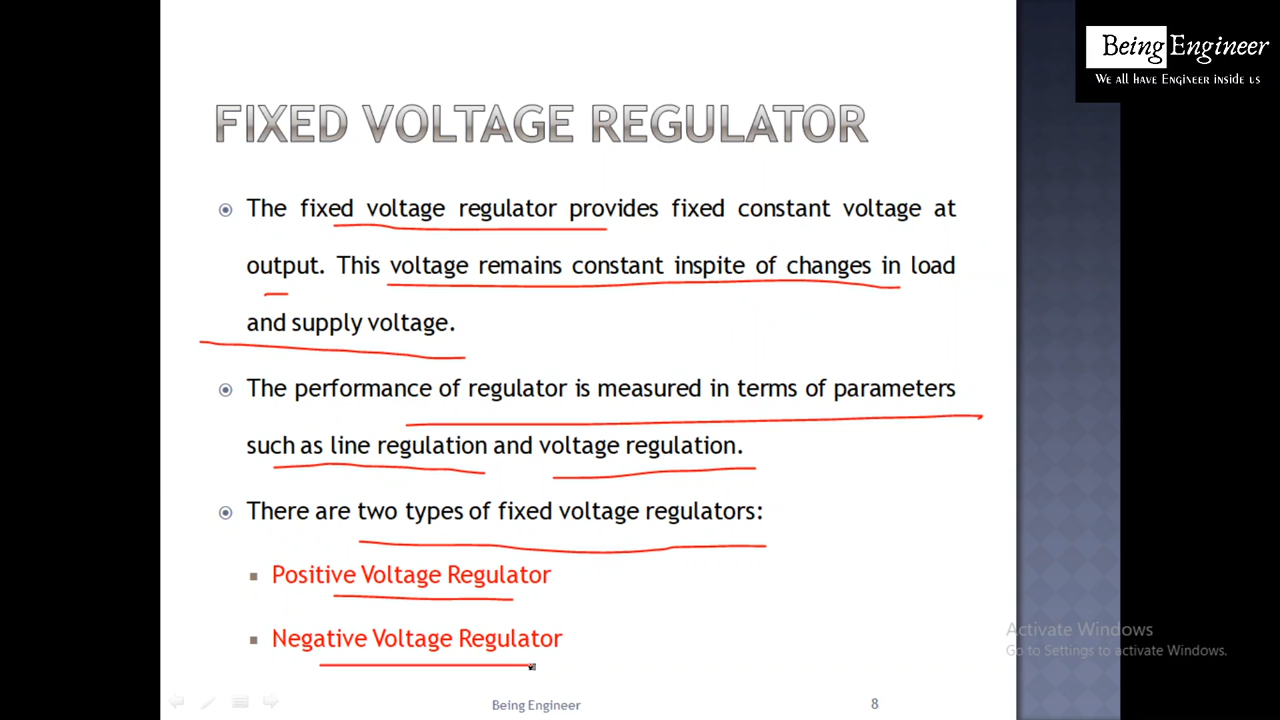 Being Engineer
We all have Engineer inside us
FIXED VOLTAGE REGULATOR
The fixed voltage regulator provides fixed constant voltage at
output. This voltage remains constant inspite of changes in load
and supply voltage.
The performance of regulator is measured in terms of parameters
such as line regulation and voltage regulation.
There are two types of fixed voltage regulators:
Positive Voltage Regulator
Negative Voltage Regulator
Activate Windows
Go to Settings to activate Windows.
Being Engineer
8